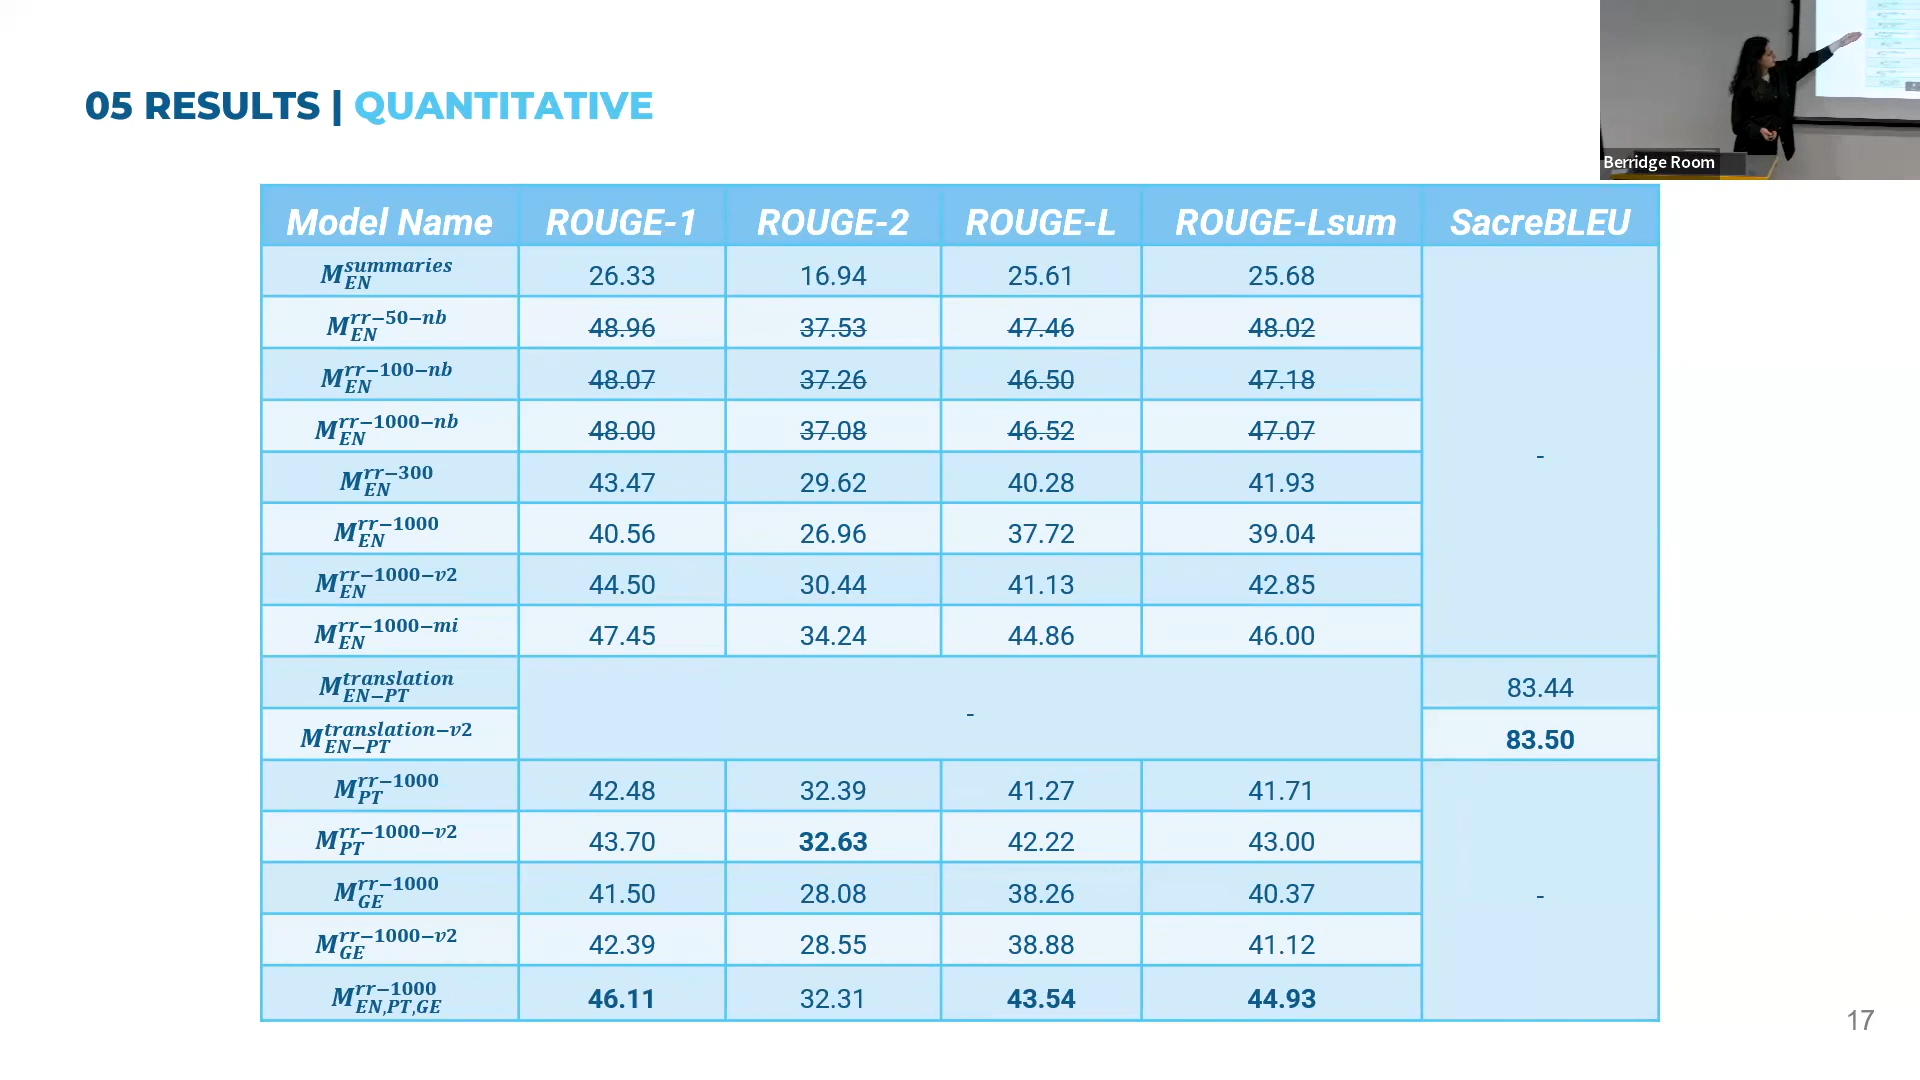 05 RESULTS | QUANTITATIVE
Berridge Room
Model Name ROUGE-1 ROUGE-2 ROUGE-L ROUGE-Lsum SacreBLEU
M_EN^summaries 26.33 16.94 25.61 25.68 -
M_EN^rr-50-nb 48.96 37.53 47.46 48.02
M_EN^rr-100-nb 48.07 37.26 46.50 47.18
M_EN^rr-1000-nb 48.00 37.08 46.52 47.07
M_EN^rr-300 43.47 29.62 40.28 41.93
M_EN^rr-1000 40.56 26.96 37.72 39.04
M_EN^rr-1000-v2 44.50 30.44 41.13 42.85
M_EN^rr-1000-mi 47.45 34.24 44.86 46.00
M_EN-PT^translation - 83.44
M_EN-PT^translation-v2 83.50
M_PT^rr-1000 42.48 32.39 41.27 41.71 -
M_PT^rr-1000-v2 43.70 32.63 42.22 43.00
M_GE^rr-1000 41.50 28.08 38.26 40.37
M_GE^rr-1000-v2 42.39 28.55 38.88 41.12
M_EN,PT,GE^rr-1000 46.11 32.31 43.54 44.93
17